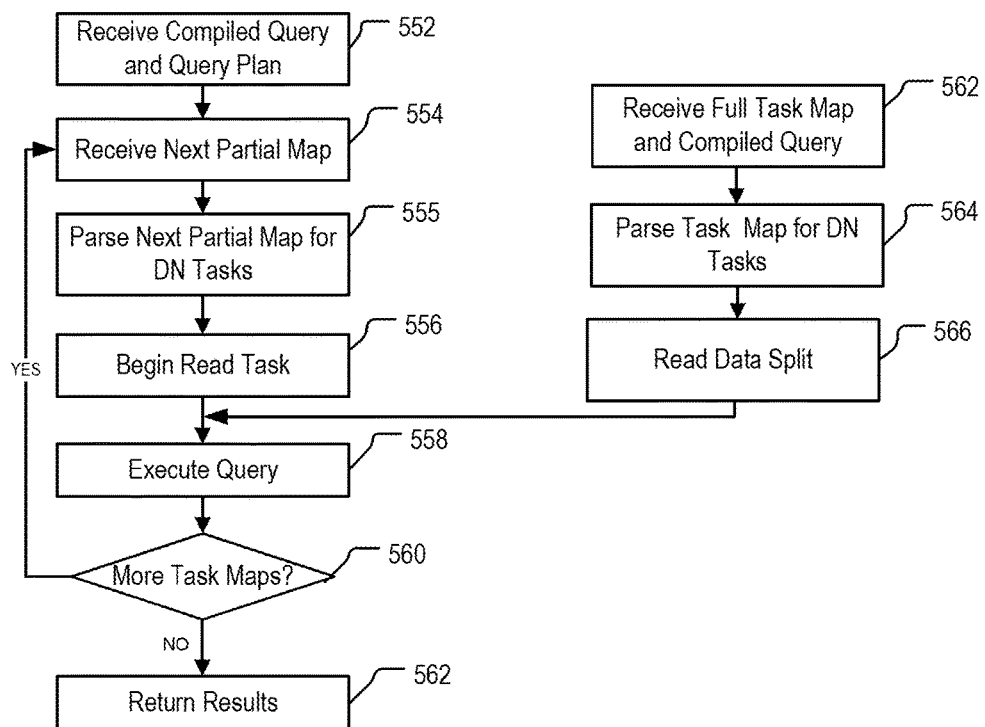 Receive Compiled Query
and Query Plan
552
Receive Next Partial Map
554
Parse Next Partial Map for
DN Tasks
555
Begin Read Task
556
YES
Execute Query
558
More Task Maps?
560
NO
Return Results
562
Receive Full Task Map
and Compiled Query
562
Parse Task Map for DN
Tasks
564
Read Data Split
566